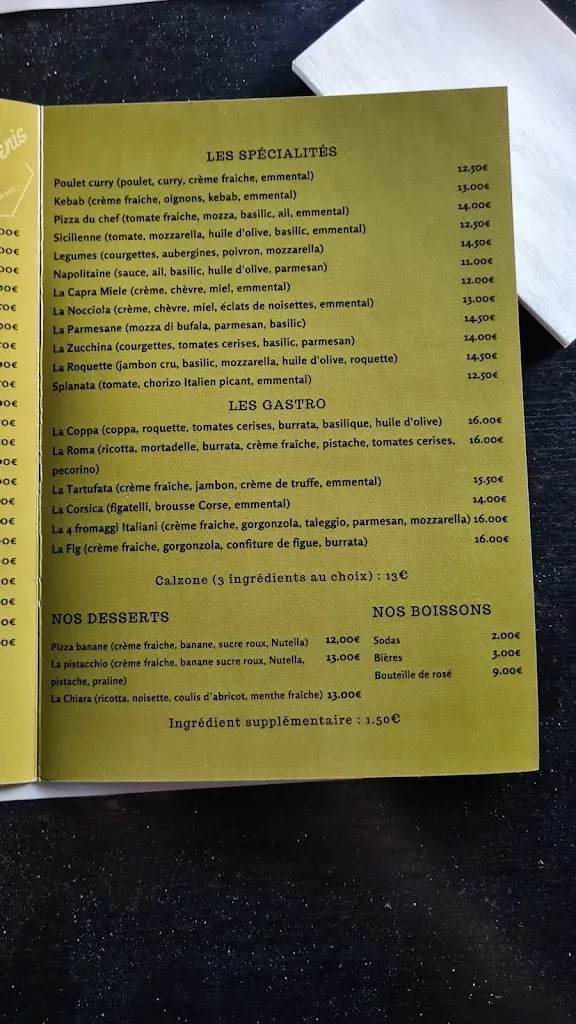 LES SPÉCIALITÉS
Poulet curry (poulet, curry, crème fraiche, emmental) 12.50€
Kebab (crème fraiche, oignons, kebab, emmental) 13.00€
Pizza du chef (tomate fraiche, mozza, basilic, ail, emmental) 14.00€
Sicilienne (tomate, mozzarella, huile d'olive, basilic, emmental) 12.50€
Legumes (courgettes, aubergines, poivron, mozzarella) 14.50€
Napolitaine (sauce, ail, basilic, huile d'olive, parmesan) 11.00€
La Capra Miele (crème, chèvre, miel, emmental) 12.00€
La Nocciola (crème, chèvre, miel, éclats de noisettes, emmental) 13.00€
La Parmesane (mozza di bufala, parmesan, basilic) 14.50€
La Zucchina (courgettes, tomates cerises, basilic, parmesan) 14.00€
La Roquette (jambon cru, basilic, mozzarella, huile d'olive, roquette) 14.50€
Spianata (tomate, chorizo Italien picant, emmental) 12.50€
LES GASTRO
La Coppa (coppa, roquette, tomates cerises, burrata, basilique, huile d'olive) 16.00€
La Roma (ricotta, mortadelle, burrata, crème fraîche, pistache, tomates cerises, 16.00€
pecorino)
La Tartufata (crème fraîche, jambon, crème de truffe, emmental) 15.50€
La Corsica (figatelli, brousse Corse, emmental) 14.00€
La 4 fromaggi Italiani (crème fraiche, gorgonzola, taleggio, parmesan, mozzarella) 16.00€
La Fig (crème fraiche, gorgonzola, confiture de figue, burrata) 16.00€
Calzone (3 ingrédients au choix) : 13€
NOS DESSERTS
Pizza banane (crème fraiche, banane, sucre roux, Nutella) 12,00€
La pistacchio (crème fraiche, banane sucre roux, Nutella, 13.00€
pistache, praline)
La Chiara (ricotta, noisette, coulis d'abricot, menthe fraîche) 13.00€
NOS BOISSONS
Sodas 2.00€
Bières 3.00€
Bouteille de rosé 9.00€
Ingrédient supplémentaire : 1.50€